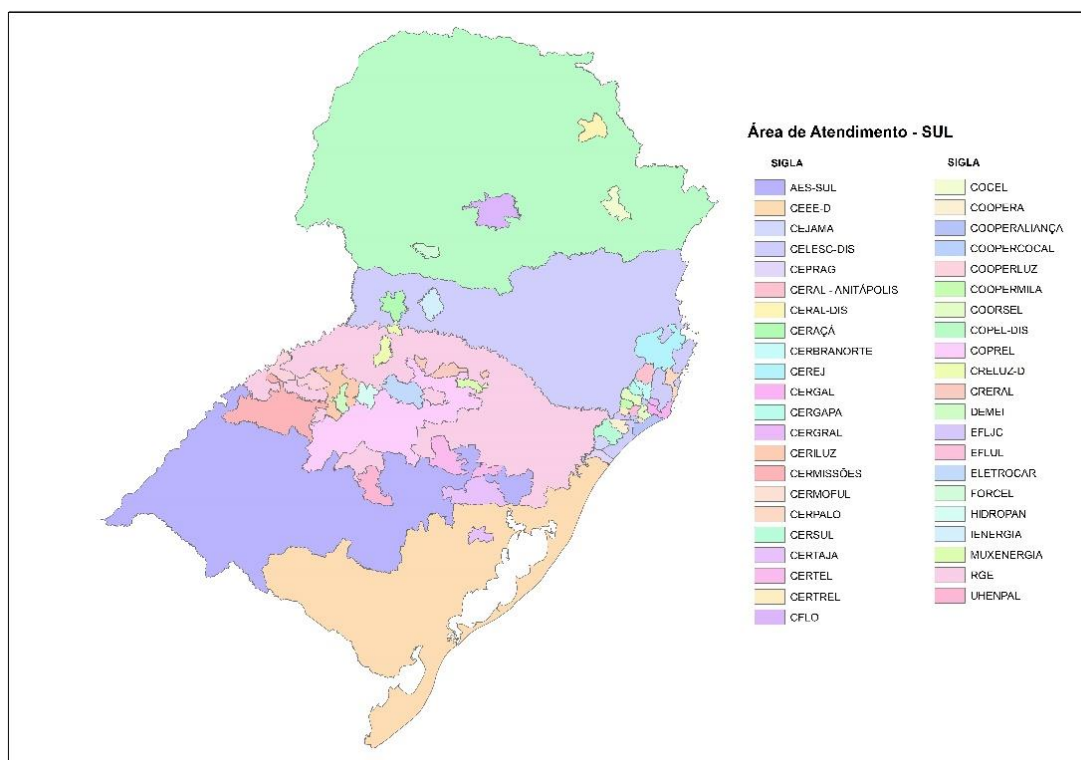 Área de Atendimento - SUL
SIGLA
AES-SUL
CEEE-D
CEJAMA
CELESC-DIS
CEPRAG
CERAL - ANITÁPOLIS
CERAL-DIS
CERAÇÁ
CERBRANORTE
CEREJ
CERGAL
CERGAPA
CERGRAL
CERILUZ
CERMISSÕES
CERMOFUL
CERPALO
CERSUL
CERTAJA
CERTEL
CERTREL
CFLO
SIGLA
COCEL
COOPERA
COOPERALIANÇA
COOPERCOCAL
COOPERLUZ
COOPERMILA
COORSEL
COPEL-DIS
COPREL
CRELUZ-D
CRERAL
DEMEI
EFLJC
EFLUL
ELETROCAR
FORCEL
HIDROPAN
IENERGIA
MUXENERGIA
RGE
UHENPAL